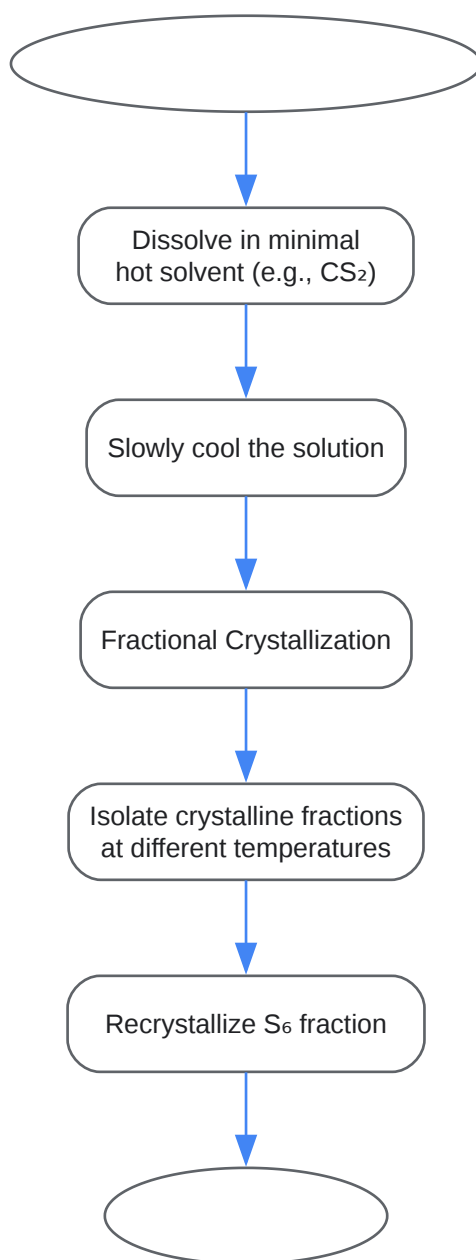 Dissolve in minimal
hot solvent (e.g., CS₂)
Slowly cool the solution
Fractional Crystallization
Isolate crystalline fractions
at different temperatures
Recrystallize S₆ fraction